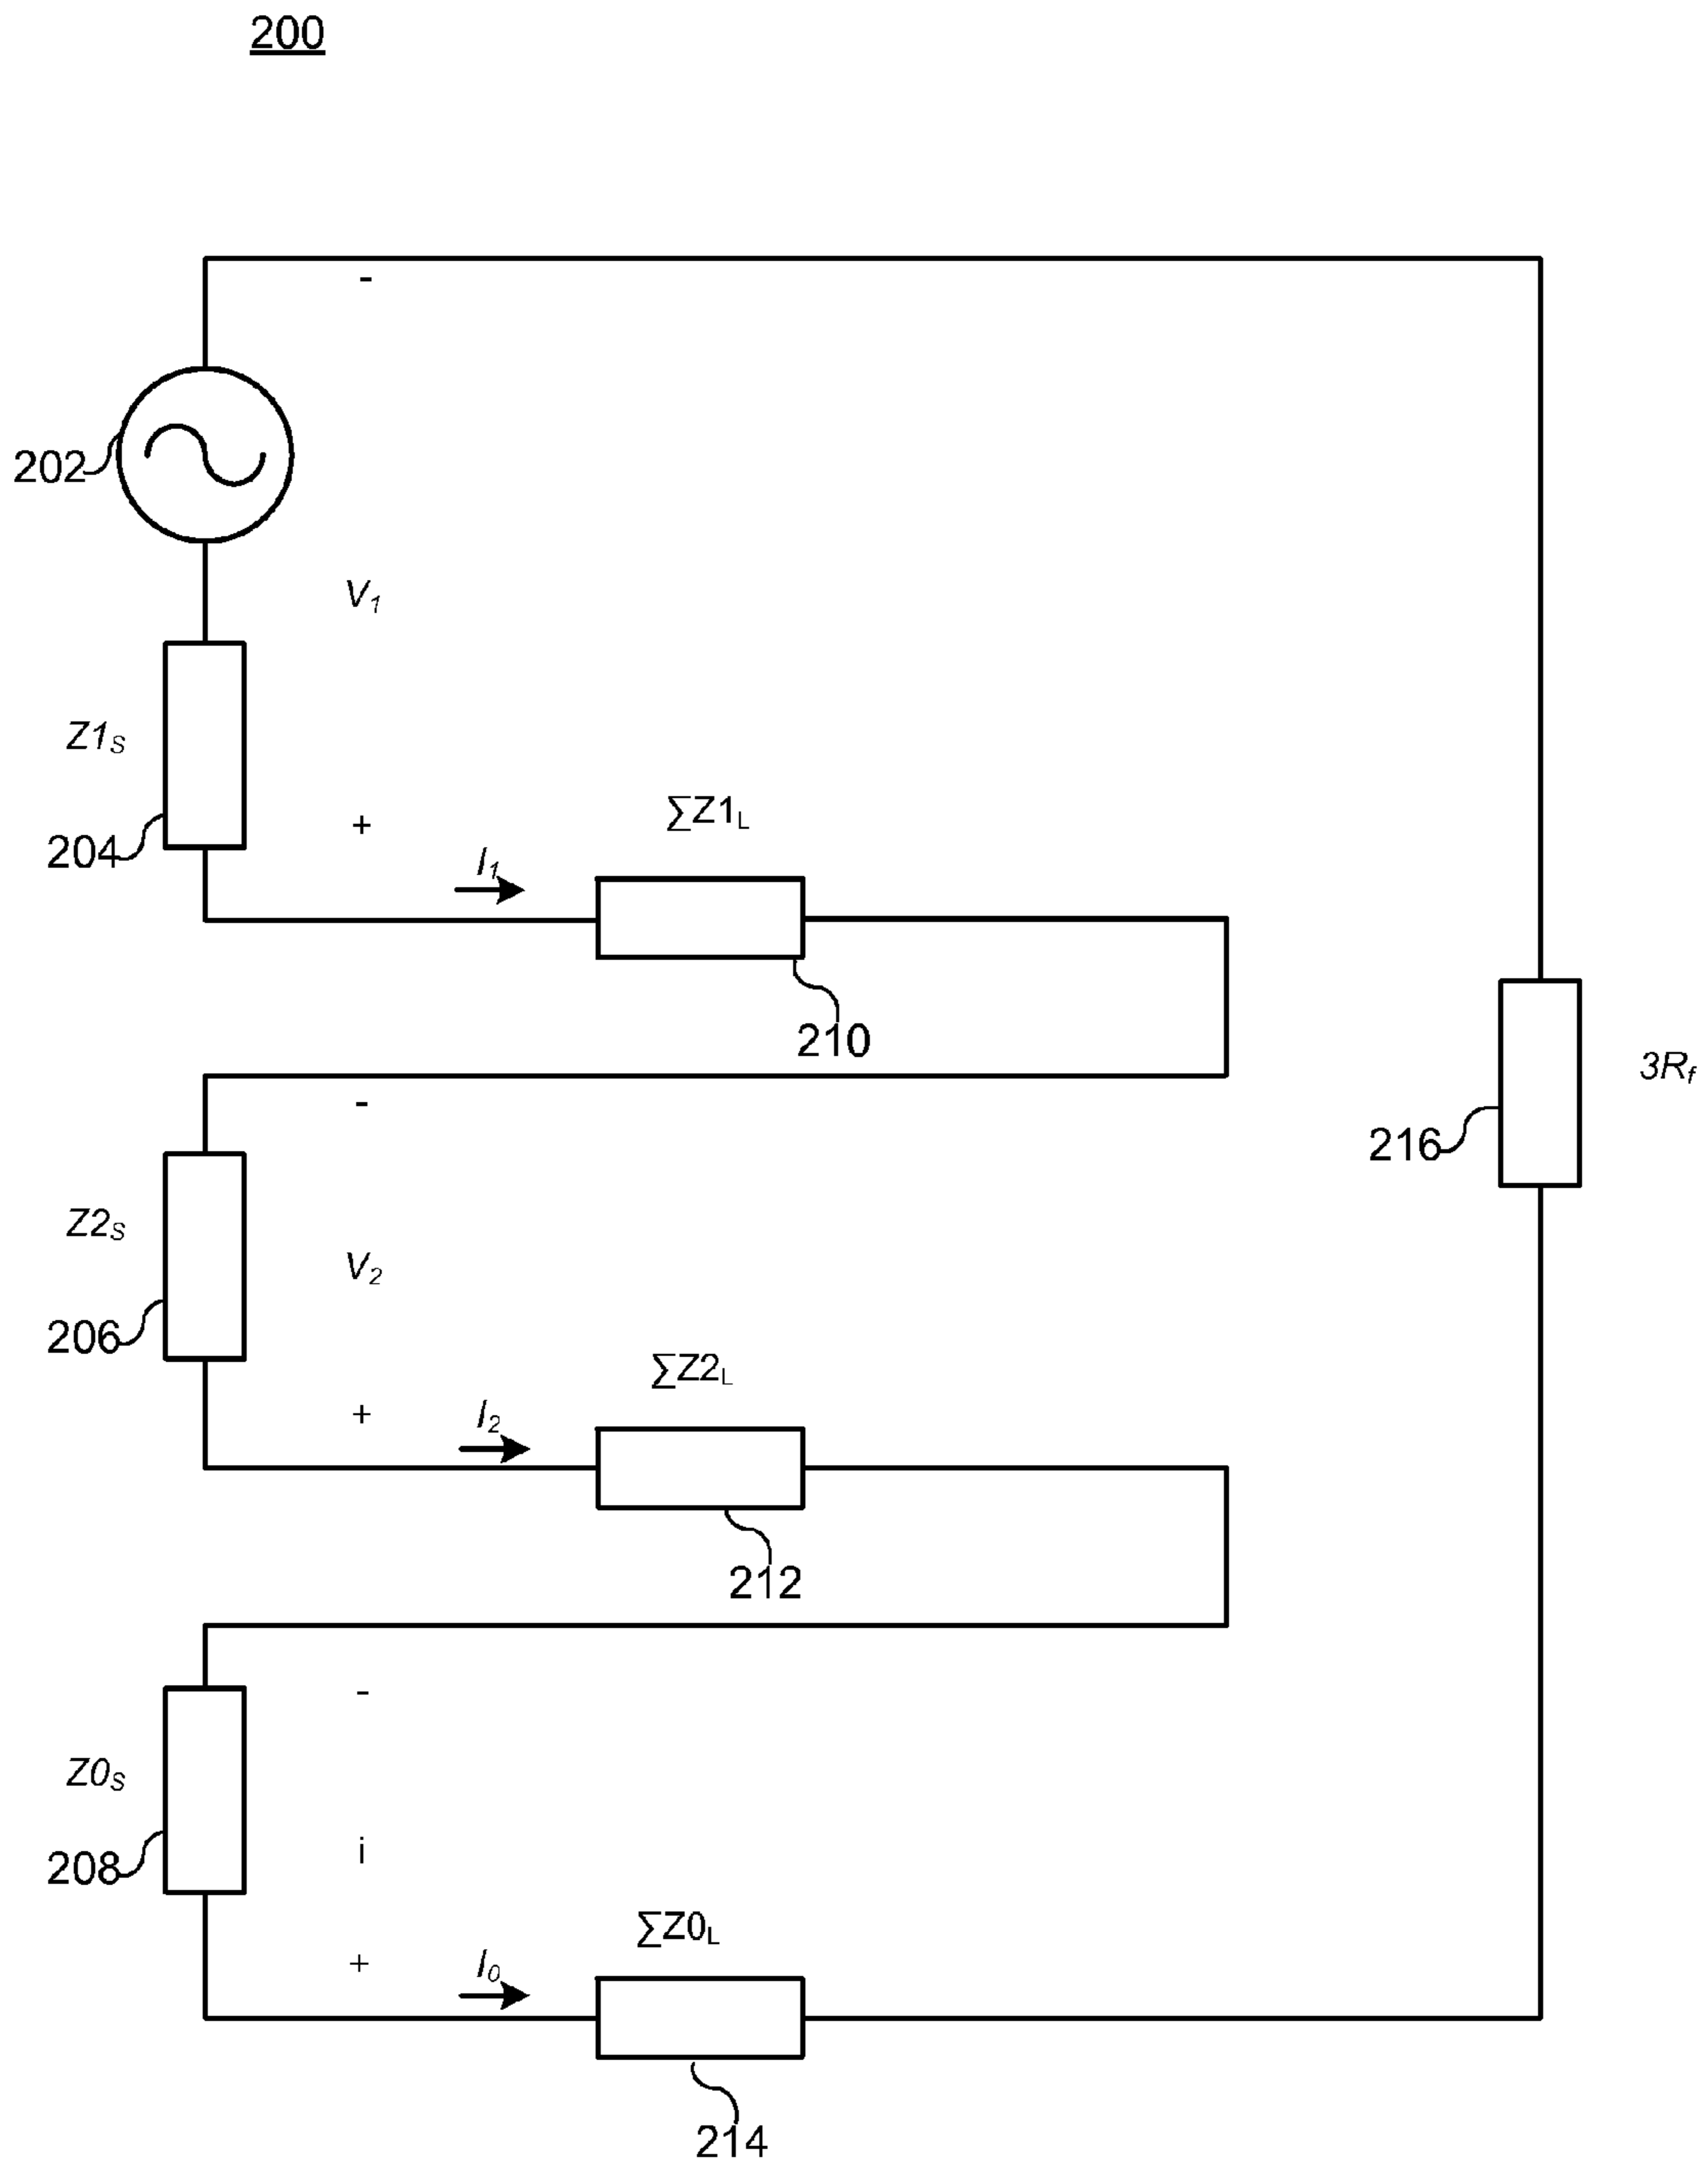 200
-
202
V₁
Z1ₛ
204
+
∑Z1L
I₁
210
-
3Rf
216
Z2ₛ
V₂
206
∑Z2L
+
I₂
212
-
Z0ₛ
i
208
∑Z0L
+
I₀
214